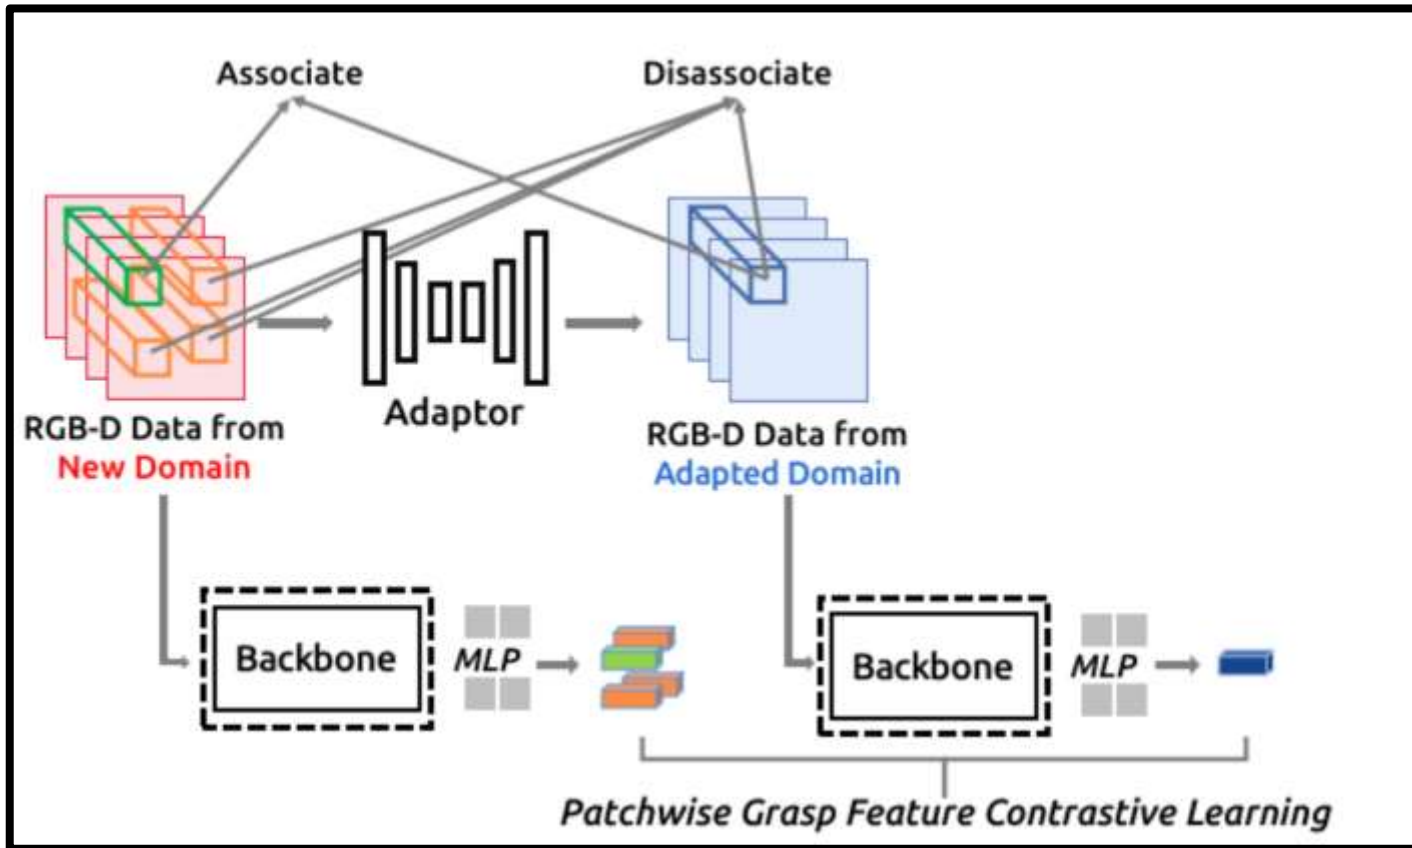 Associate
Disassociate
Adaptor
RGB-D Data from
New Domain
RGB-D Data from
Adapted Domain
Backbone
MLP
Backbone
MLP
Patchwise Grasp Feature Contrastive Learning